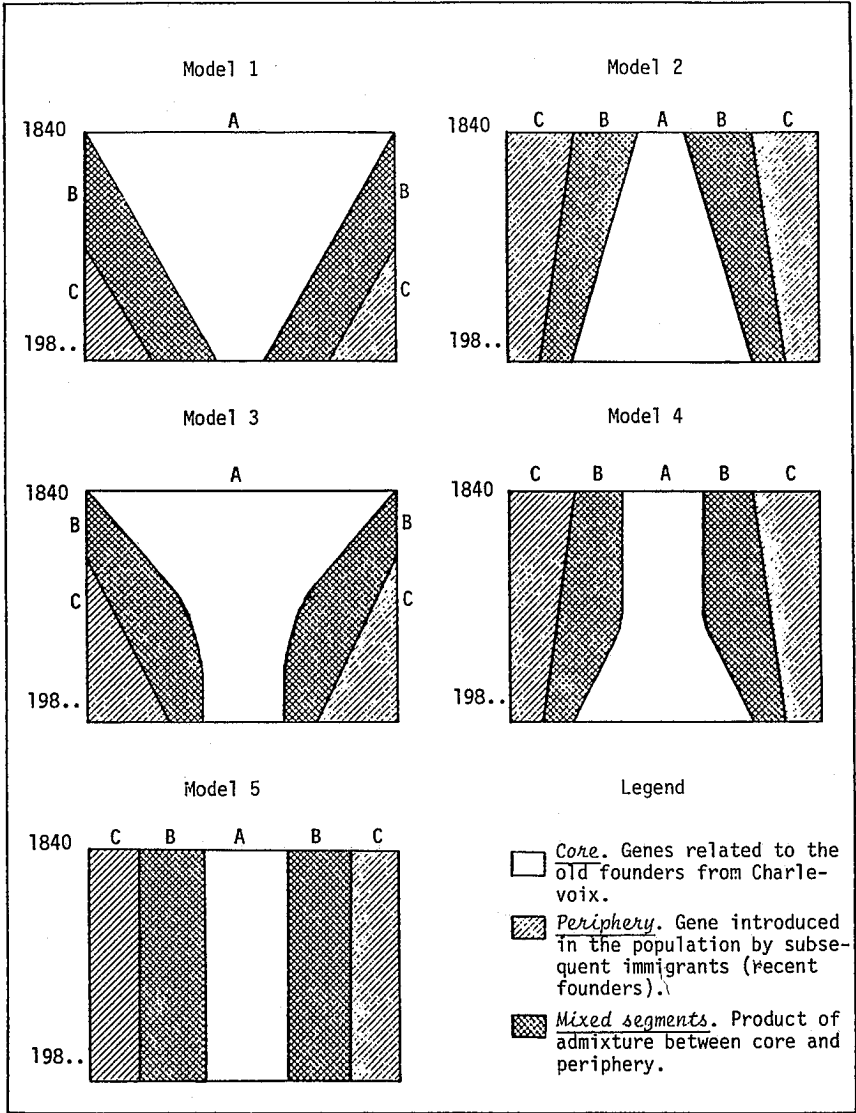 Model 1
A
1840
B
B
C
C
198..
Model 2
C B A B C
1840
198..
Model 3
A
1840
B
B
C
C
198..
Model 4
C B A B C
1840
198..
Model 5
C B A B C
1840
198..
Legend
Core. Genes related to the
old founders from Charle-
voix.
Periphery. Gene introduced
in the population by subse-
quent immigrants (recent
founders).
Mixed segments. Product of
admixture between core and
periphery.